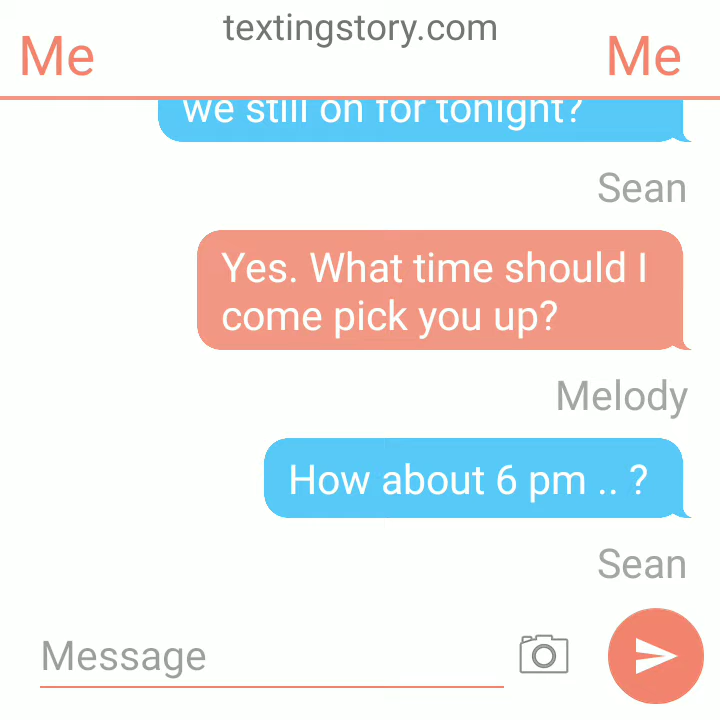 textingstory.com
Me
Me
we still on for tonight?
Sean
Yes. What time should I
come pick you up?
Melody
How about 6 pm .. ?
Sean
Message